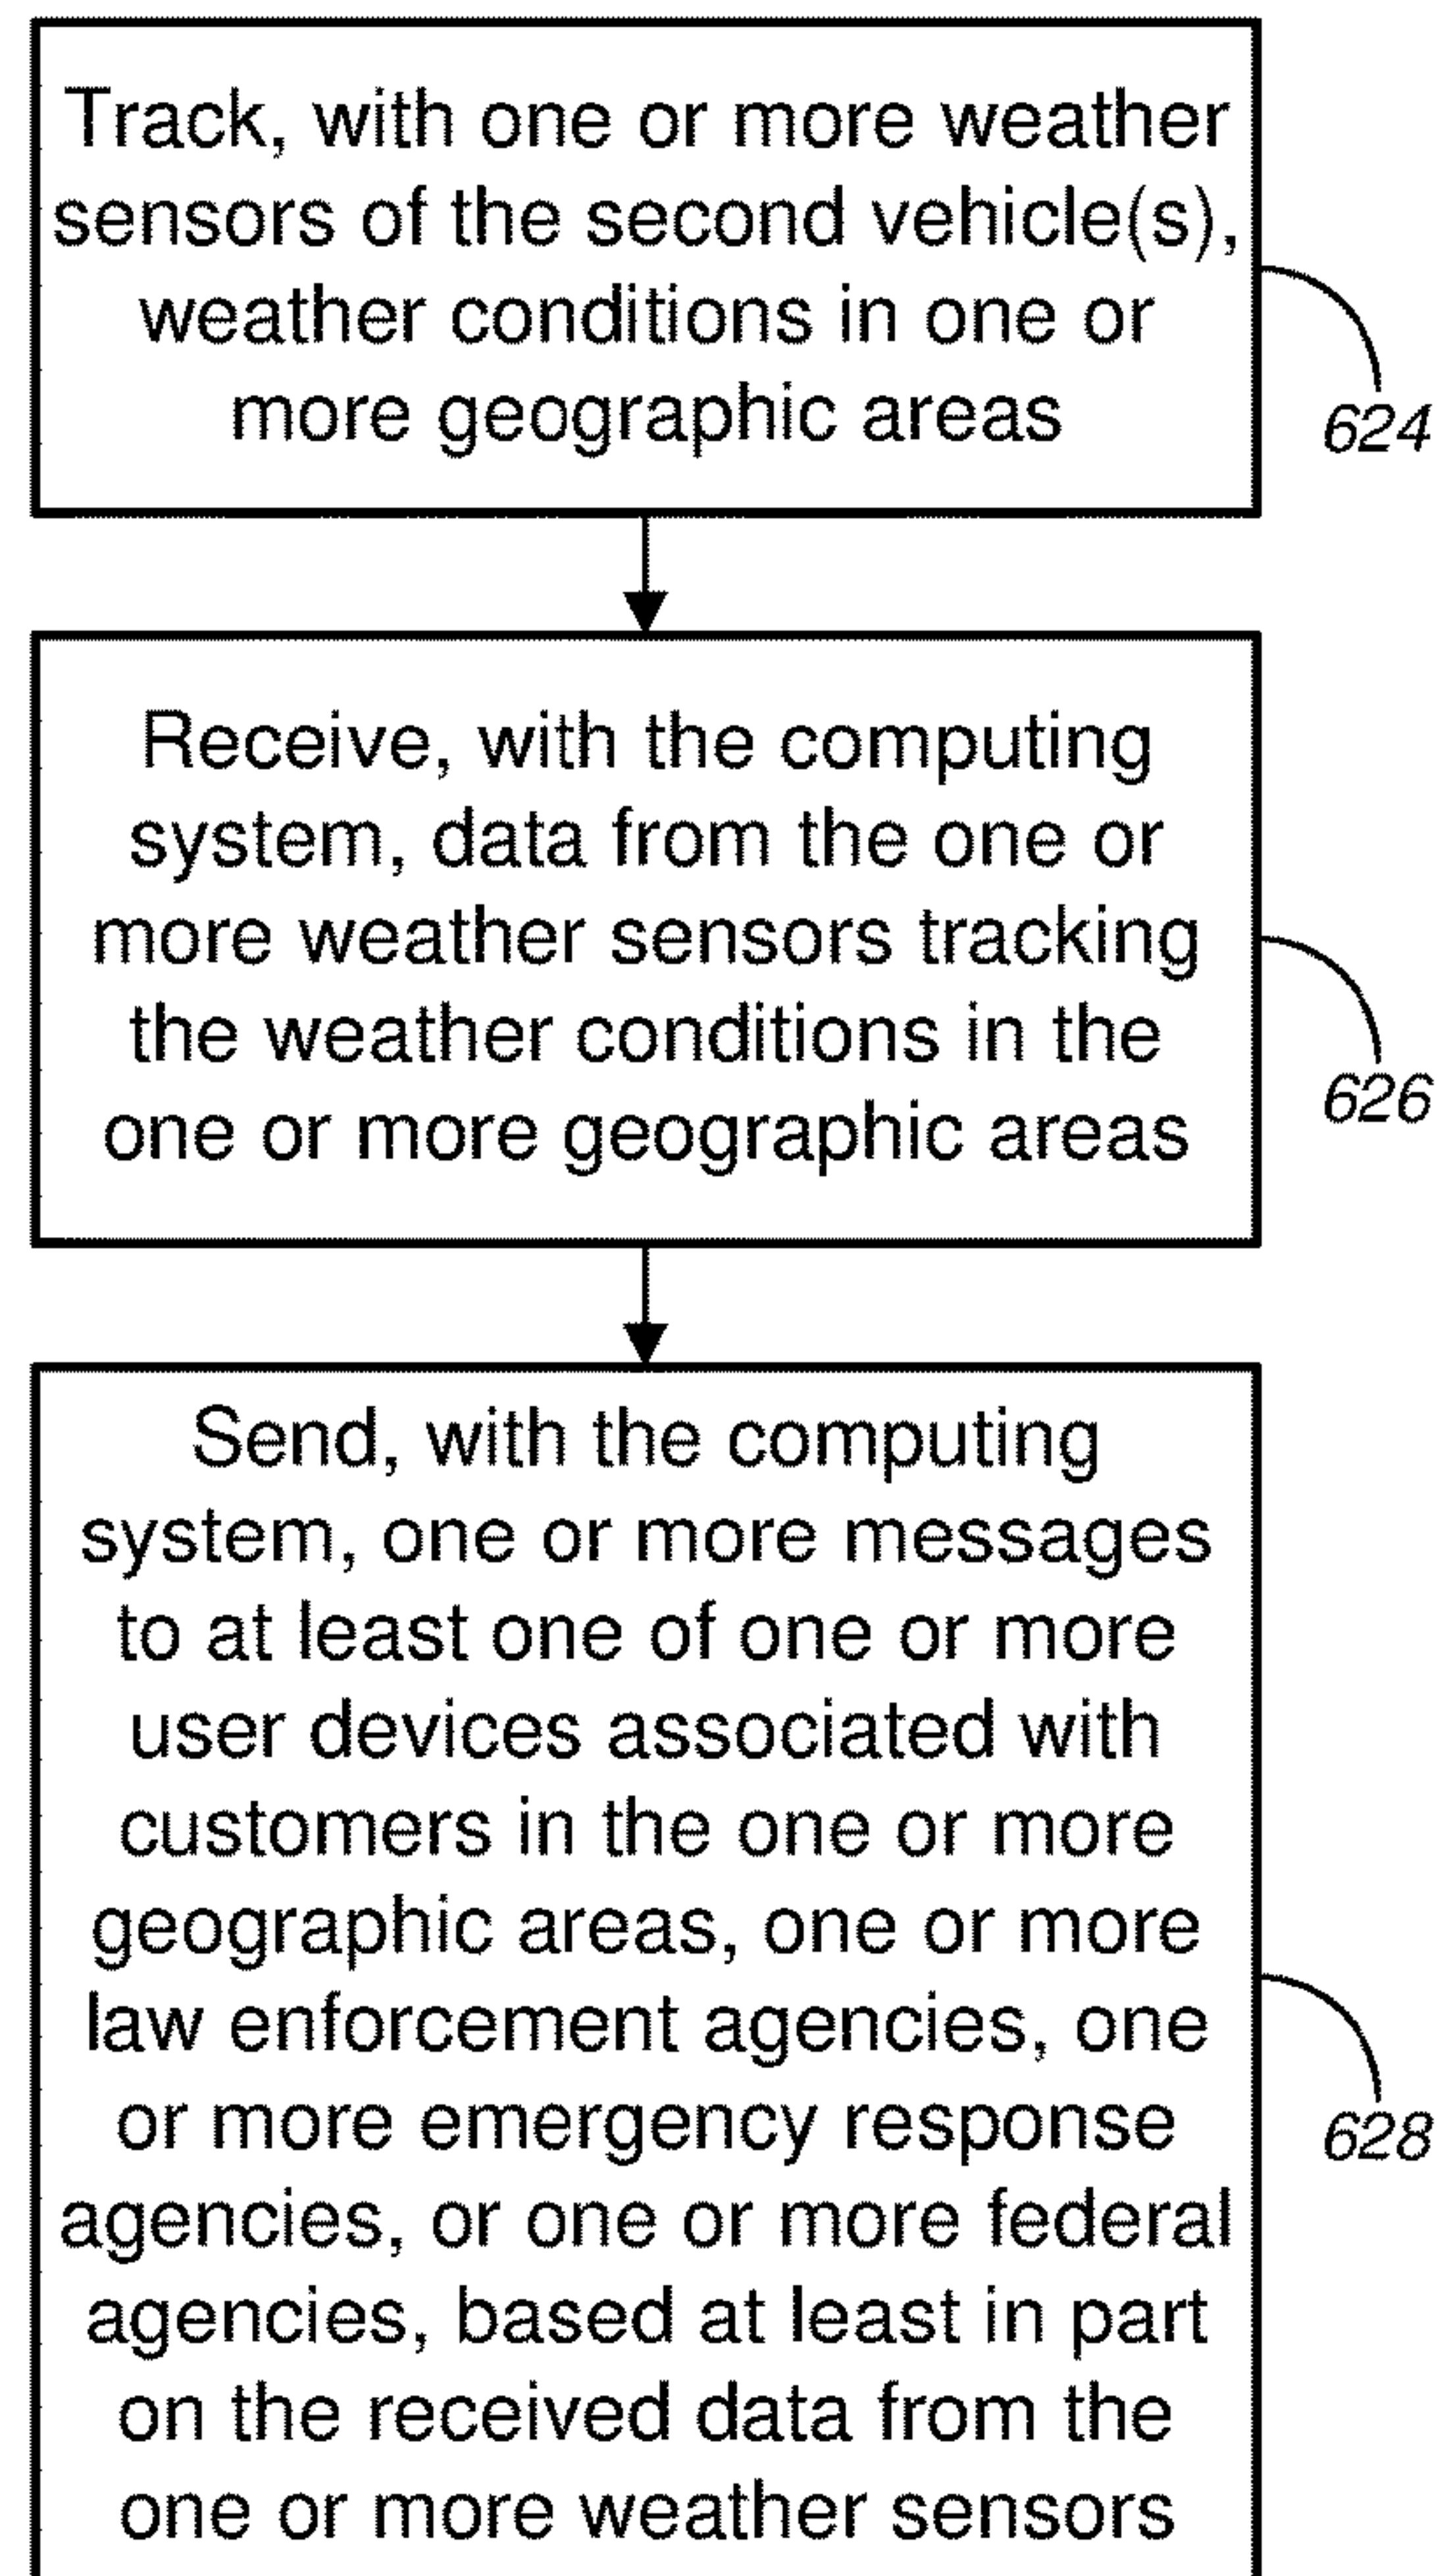 Track, with one or more weather
sensors of the second vehicle(s),
weather conditions in one or
more geographic areas
624
Receive, with the computing
system, data from the one or
more weather sensors tracking
the weather conditions in the
one or more geographic areas
626
Send, with the computing
system, one or more messages
to at least one of one or more
user devices associated with
customers in the one or more
geographic areas, one or more
law enforcement agencies, one
or more emergency response
agencies, or one or more federal
agencies, based at least in part
on the received data from the
one or more weather sensors
628